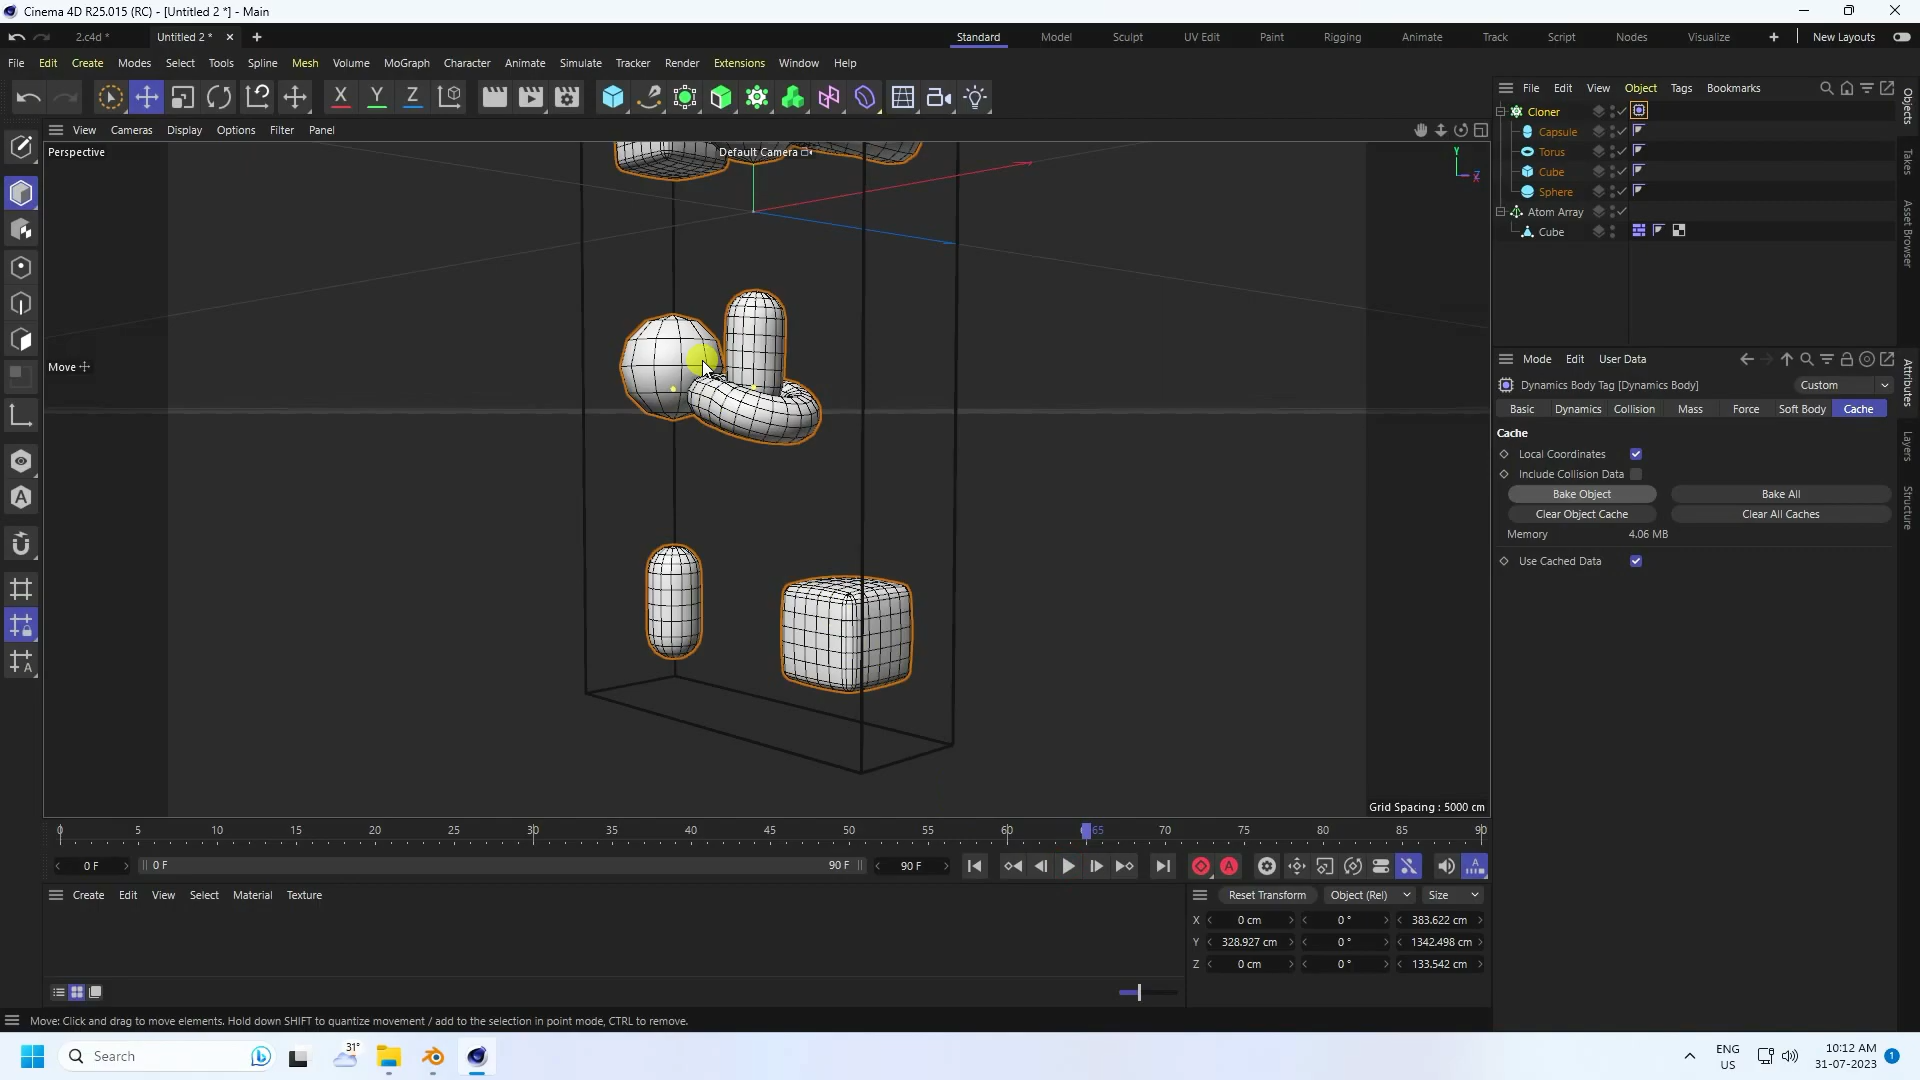 Cinema 4D R25.015 (RC) - [Untitled 2 *] - Main
2.c4d * Untitled 2 * Standard Model Sculpt UV Edit Paint Rigging Animate Track Script Nodes Visualize New Layouts
File Edit Create Modes Select Tools Spline Mesh Volume MoGraph Character Animate Simulate Tracker Render Extensions Window Help
X Y Z
File Edit View Object Tags Bookmarks
View Cameras Display Options Filter Panel
Perspective
Default Camera
Y
Z
Move
Grid Spacing : 5000 cm
Cloner
Capsule
Torus
Cube
Sphere
Atom Array
Cube
Objects
Takes
Asset Browser
Mode Edit User Data
Dynamics Body Tag [Dynamics Body] Custom
Basic Dynamics Collision Mass Force Soft Body Cache
Cache
Local Coordinates
Include Collision Data
Bake Object Bake All
Clear Object Cache Clear All Caches
Memory 4.06 MB
Use Cached Data
Attributes
Layers
Structure
0 5 10 15 20 25 30 35 40 45 50 55 60 65 70 75 80 85 90
0 F 0 F 90 F 90 F
Create Edit View Select Material Texture
Reset Transform Object (Rel) Size
X 0 cm 0 ° 383.622 cm
Y 328.927 cm 0 ° 1342.498 cm
Z 0 cm 0 ° 133.542 cm
Move: Click and drag to move elements. Hold down SHIFT to quantize movement / add to the selection in point mode, CTRL to remove.
Search
31°
ENG
US
10:12 AM
31-07-2023
1